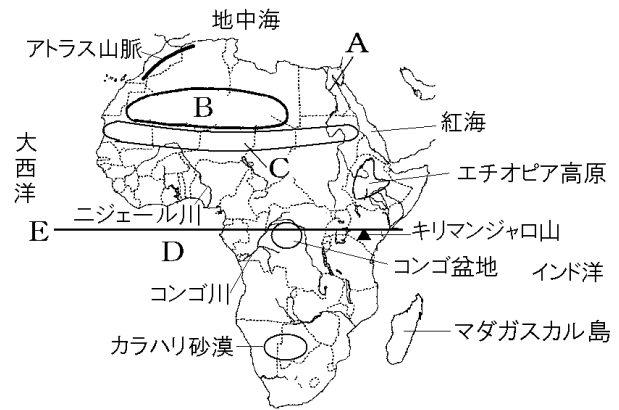 地中海
アトラス山脈
A
B
紅海
大西洋
C
エチオピア高原
ニジェール川
E
D
キリマンジャロ山
コンゴ盆地
インド洋
コンゴ川
マダガスカル島
カラハリ砂漠